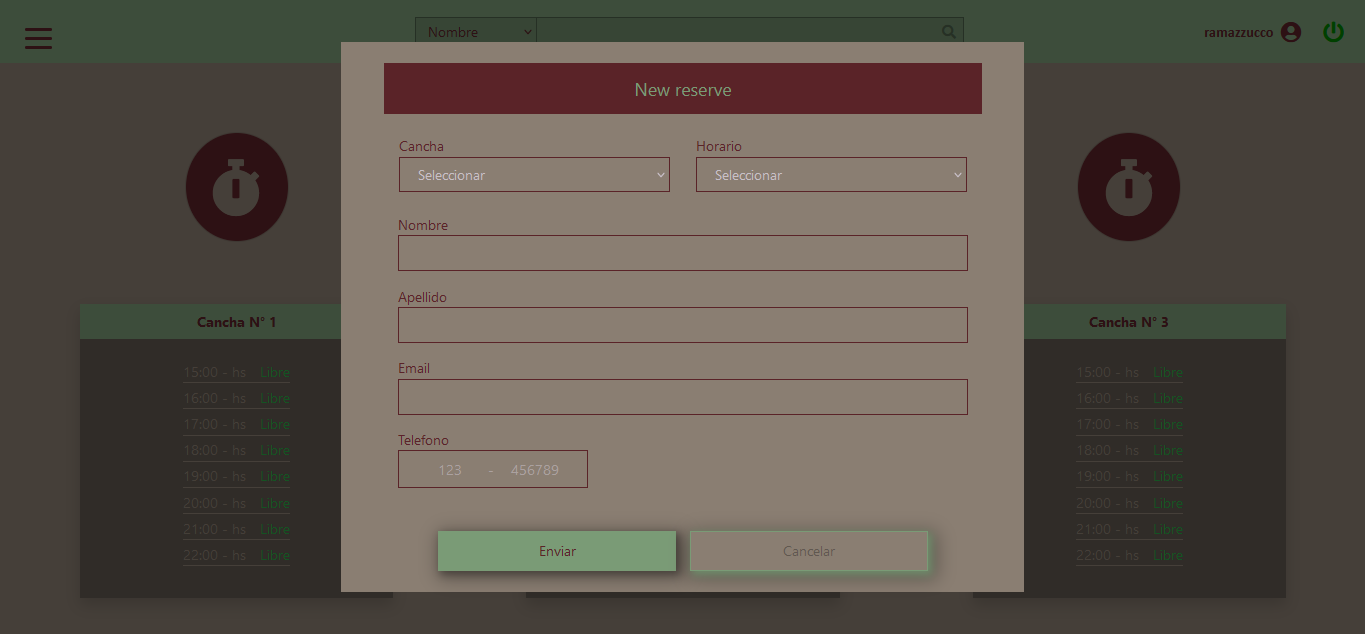 Nombre
ramazzucco
New reserve
Cancha
Horario
Seleccionar
Seleccionar
Nombre
Apellido
Email
Telefono
123 - 456789
Enviar
Cancelar
Cancha N° 1
15:00 - hs Libre
16:00 - hs Libre
17:00 - hs Libre
18:00 - hs Libre
19:00 - hs Libre
20:00 - hs Libre
21:00 - hs Libre
22:00 - hs Libre
Cancha N° 3
15:00 - hs Libre
16:00 - hs Libre
17:00 - hs Libre
18:00 - hs Libre
19:00 - hs Libre
20:00 - hs Libre
21:00 - hs Libre
22:00 - hs Libre